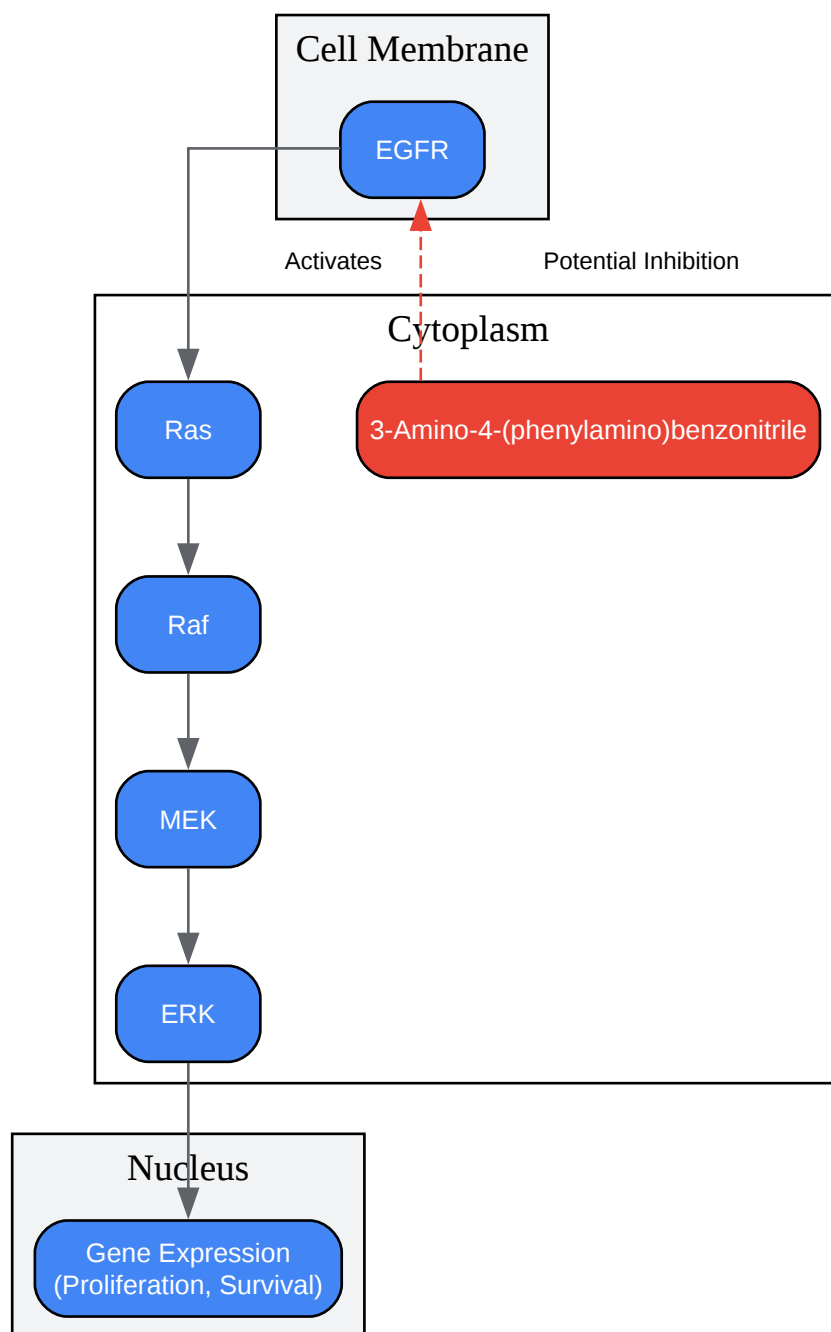 Cell Membrane
EGFR
Activates
Potential Inhibition
Cytoplasm
Ras
3-Amino-4-(phenylamino)benzonitrile
Raf
MEK
ERK
Nucleus
Gene Expression
(Proliferation, Survival)